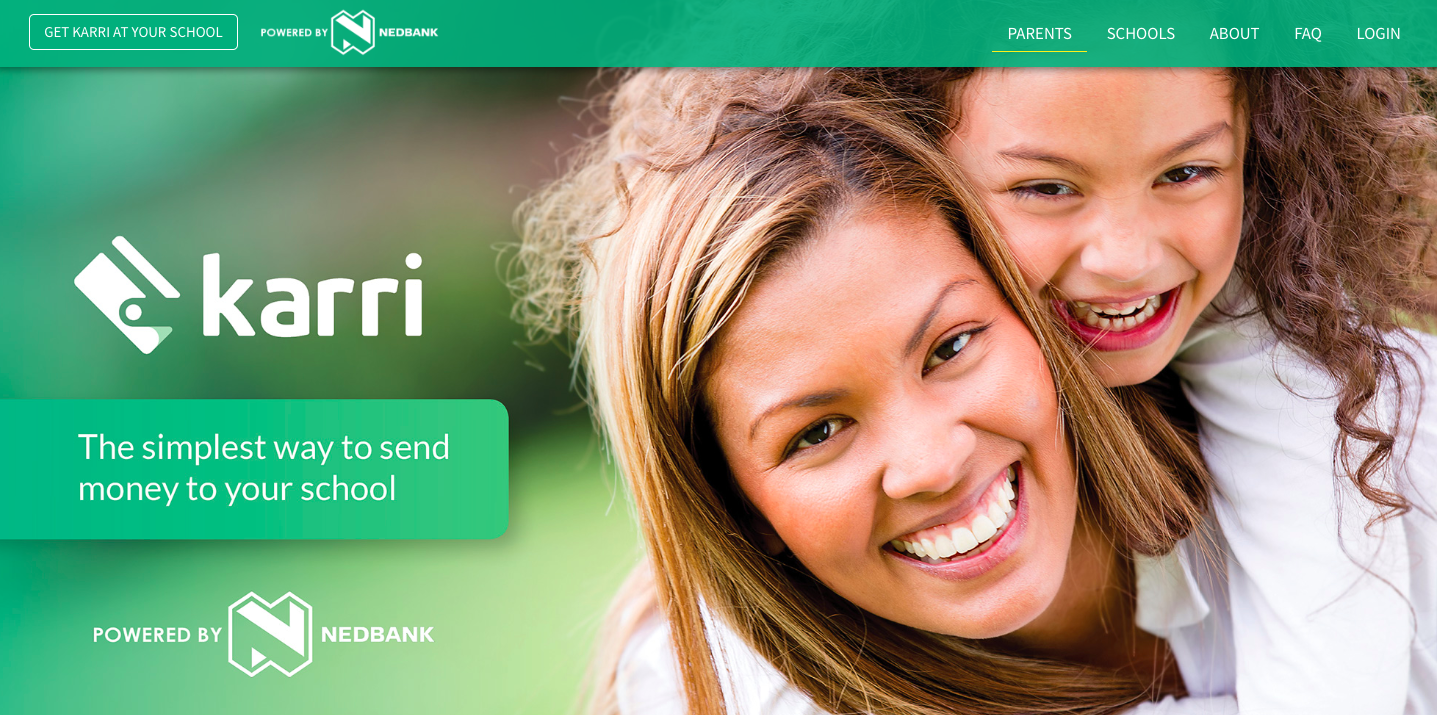 GET KARRI AT YOUR SCHOOL
POWERED BY NEDBANK
PARENTS
SCHOOLS
ABOUT
FAQ
LOGIN
karri
The simplest way to send
money to your school
POWERED BY NEDBANK